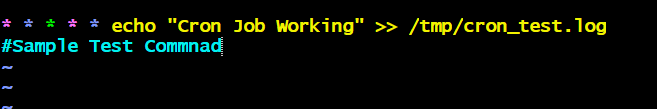 * * * * * echo "Cron Job Working" >> /tmp/cron_test.log
#Sample Test Commnad
~
~
~